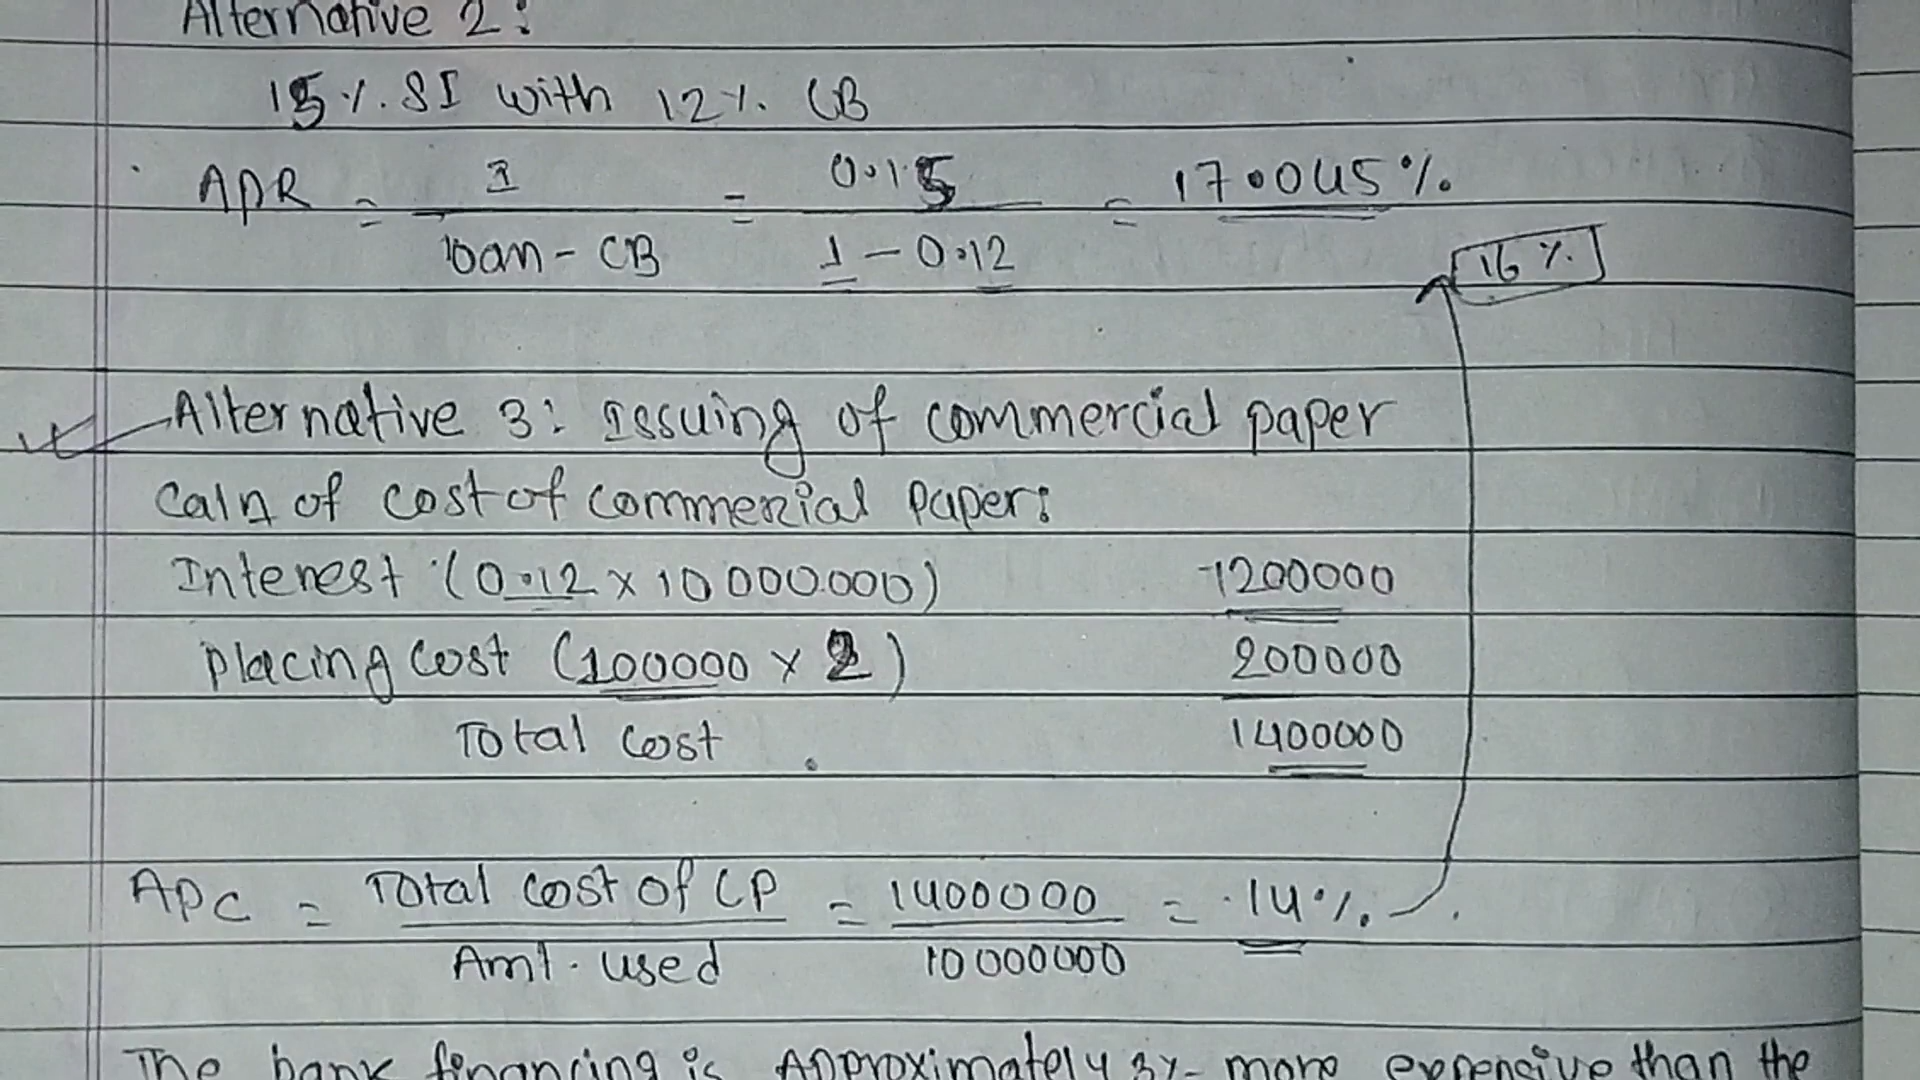 Alternative 2:
15%. SI with 12%. CB
APR = I / loan - CB = 0.15 / 1 - 0.12 = 17.045%.
16%.
Alternative 3: Issuing of commercial paper
Caln of cost of commercial paper:
Interest (0.12 x 10000000) 1200000
placing cost (100000 x 2) 200000
Total cost 1400000
APC = Total cost of CP / Amt. used = 1400000 / 10000000 = 14%.
The bank financing is Approximately 3% more expensive than the